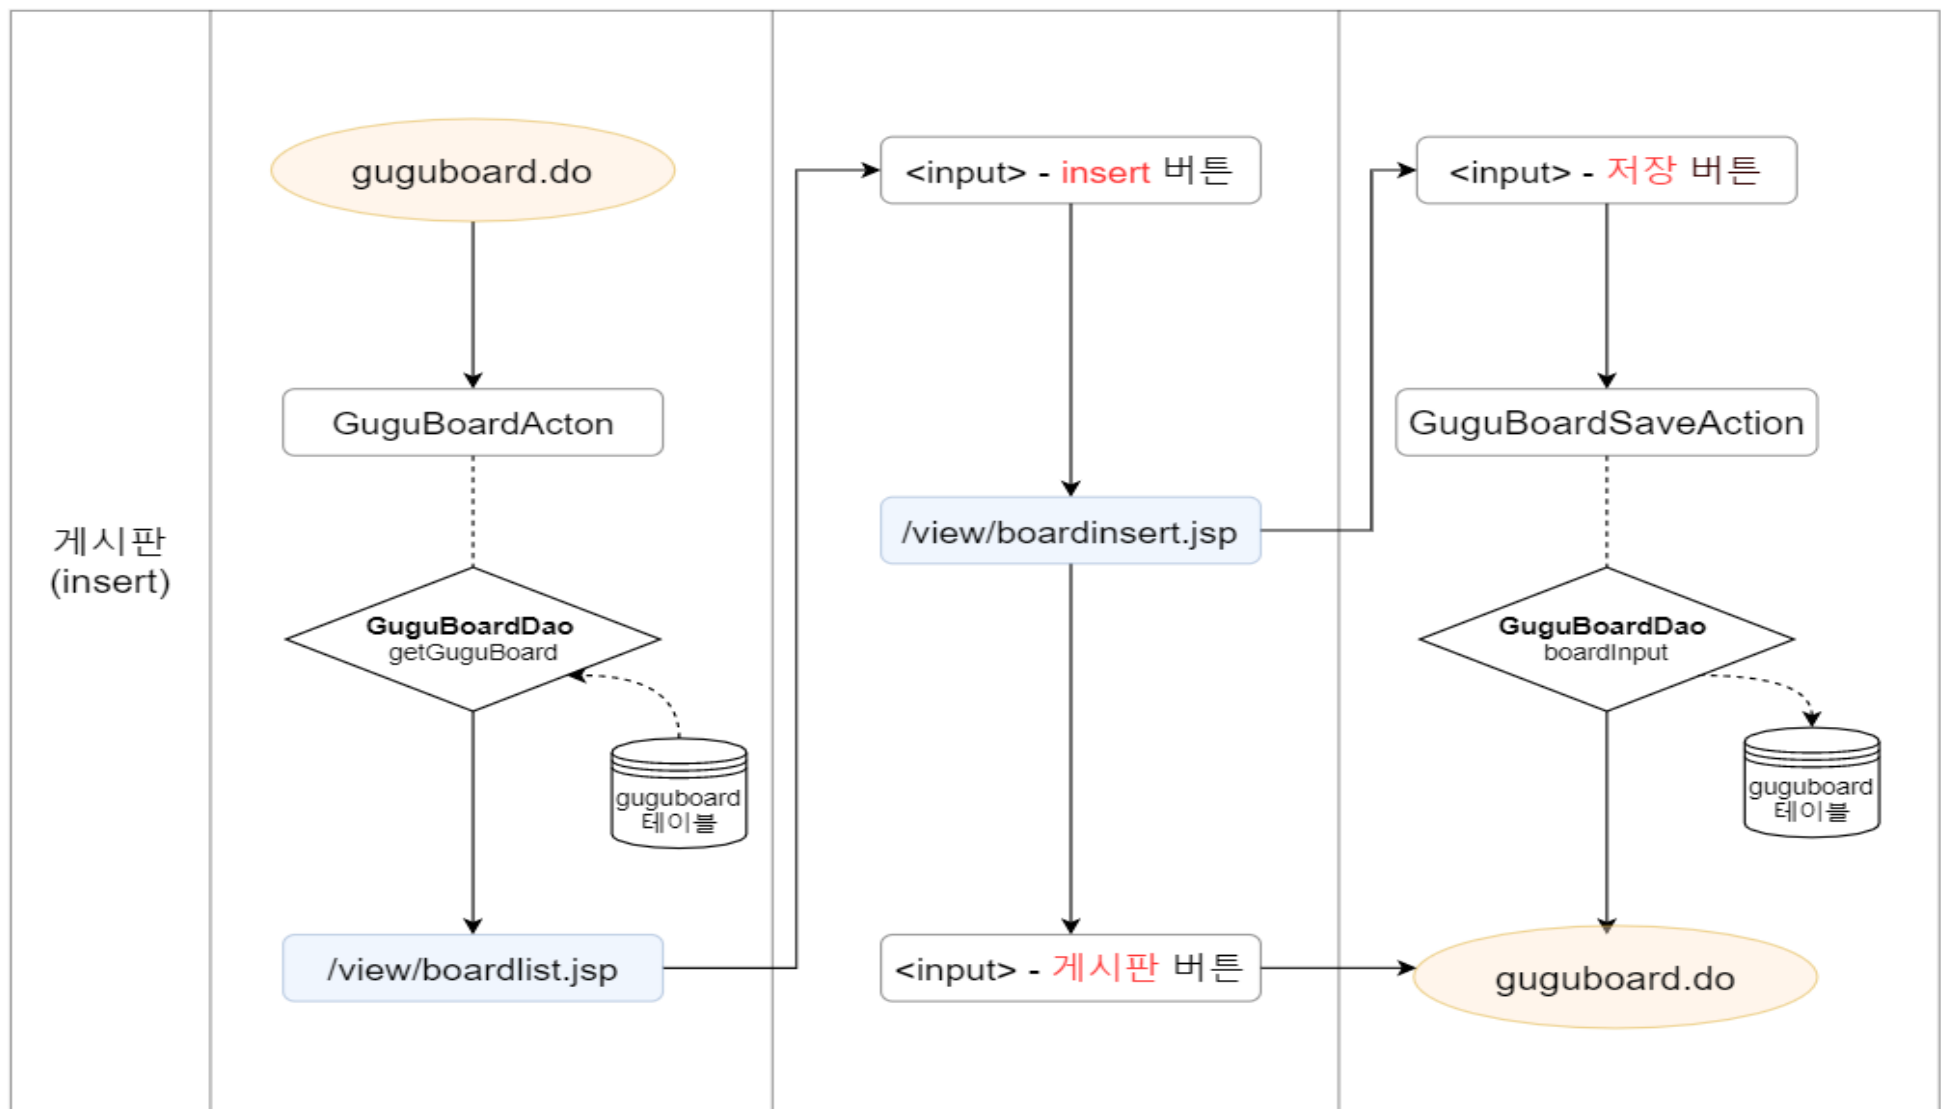 게시판
(insert)
guguboard.do
GuguBoardActon
GuguBoardDao
getGuguBoard
guguboard
테이블
/view/boardlist.jsp
<input> - insert 버튼
/view/boardinsert.jsp
<input> - 게시판 버튼
<input> - 저장 버튼
GuguBoardSaveAction
GuguBoardDao
boardInput
guguboard
테이블
guguboard.do